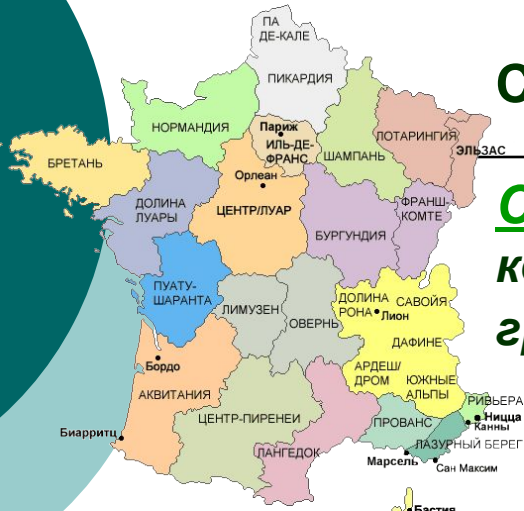 ПА
ДЕ-КАЛЕ
ПИКАРДИЯ
НОРМАНДИЯ
Париж
ИЛЬ-ДЕ-
ФРАНС
ШАМПАНЬ
ЛОТАРИНГИЯ
ЭЛЬЗАС
БРЕТАНЬ
Орлеан
ДОЛИНА
ЛУАРЫ
ЦЕНТР/ЛУАР
БУРГУНДИЯ
ФРАНШ-
КОМТЕ
ПУАТУ-
ШАРАНТА
ЛИМУЗЕН
ОВЕРНЬ
ДОЛИНА
РОНА
САВОЙЯ
Лион
ДАФИНЕ
АРДЕШ/
ДРОМ
ЮЖНЫЕ
АЛЬПЫ
Бордо
АКВИТАНИЯ
ЦЕНТР-ПИРЕНЕИ
Биарритц
ЛАНГЕДОК
ПРОВАНС
РИВЬЕРА
Ницца
Канны
ЛАЗУРНЫЙ БЕРЕГ
Марсель
Сан Максим
Бастия